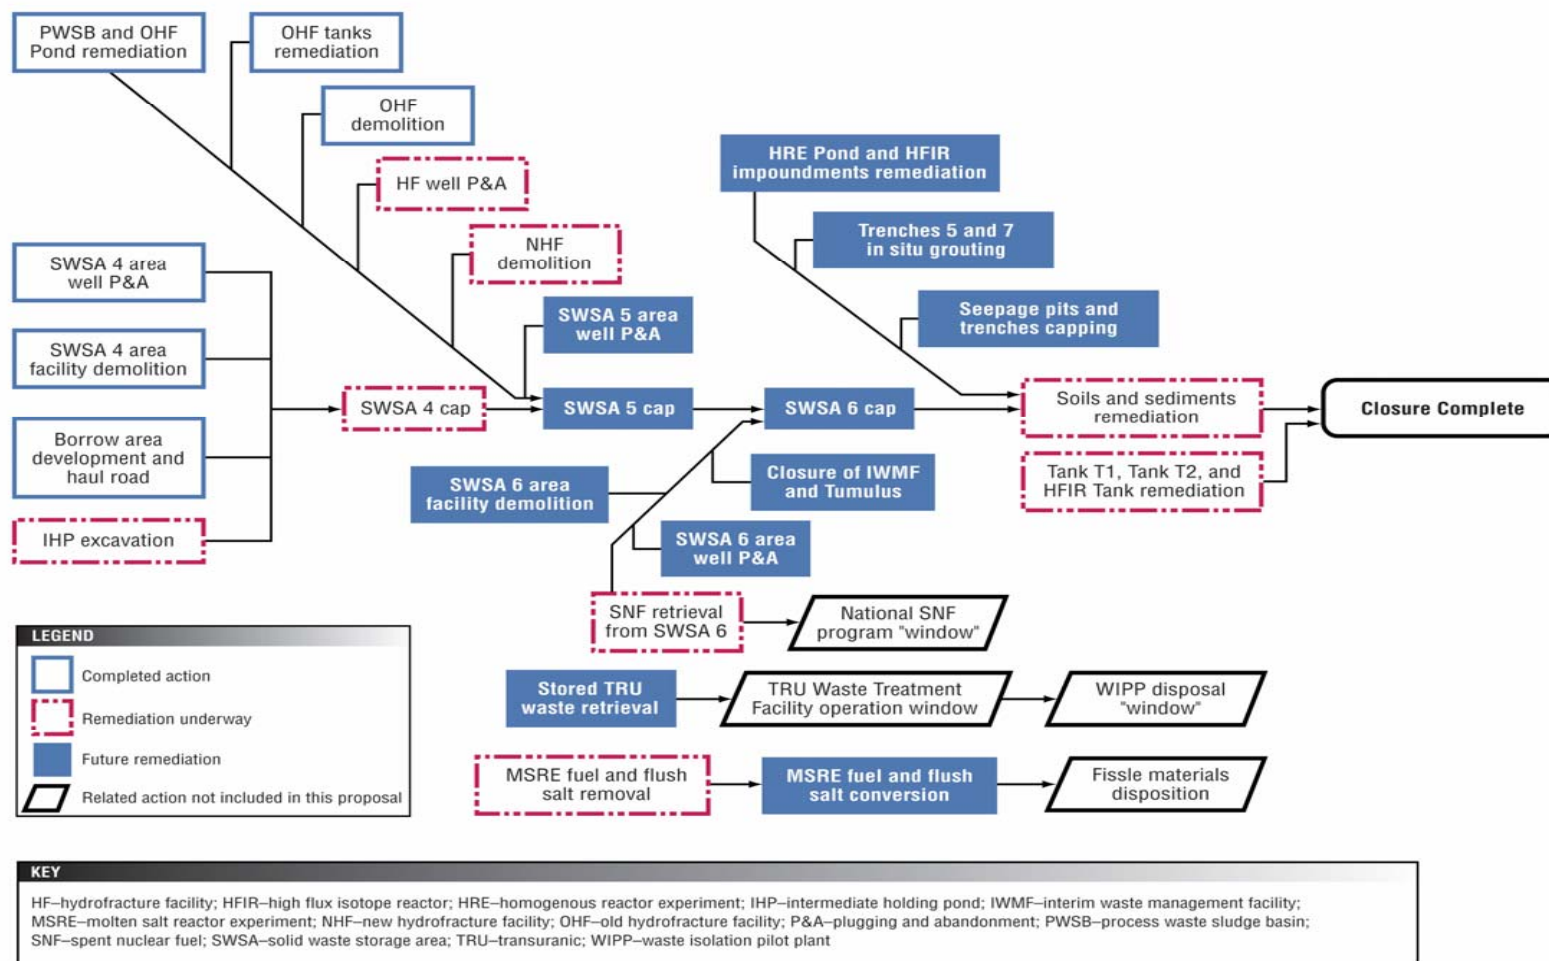 PWSB and OHF
Pond remediation
OHF tanks
remediation
OHF
demolition
HF well P&A
NHF
demolition
SWSA 5 area
well P&A
HRE Pond and HFIR
impoundments remediation
Trenches 5 and 7
in situ grouting
Seepage pits and
trenches capping
SWSA 4 area
well P&A
SWSA 4 area
facility demolition
Borrow area
development and
haul road
IHP excavation
SWSA 4 cap
SWSA 5 cap
SWSA 6 cap
Soils and sediments
remediation
Closure Complete
Tank T1, Tank T2, and
HFIR Tank remediation
SWSA 6 area
facility demolition
Closure of IWMF
and Tumulus
SWSA 6 area
well P&A
SNF retrieval
from SWSA 6
National SNF
program "window"
Stored TRU
waste retrieval
TRU Waste Treatment
Facility operation window
WIPP disposal
"window"
MSRE fuel and flush
salt removal
MSRE fuel and flush
salt conversion
Fissle materials
disposition
LEGEND
Completed action
Remediation underway
Future remediation
Related action not included in this proposal
KEY
HF–hydrofracture facility; HFIR–high flux isotope reactor; HRE–homogenous reactor experiment; IHP–intermediate holding pond; IWMF–interim waste management facility;
MSRE–molten salt reactor experiment; NHF–new hydrofracture facility; OHF–old hydrofracture facility; P&A–plugging and abandonment; PWSB–process waste sludge basin;
SNF–spent nuclear fuel; SWSA–solid waste storage area; TRU–transuranic; WIPP–waste isolation pilot plant